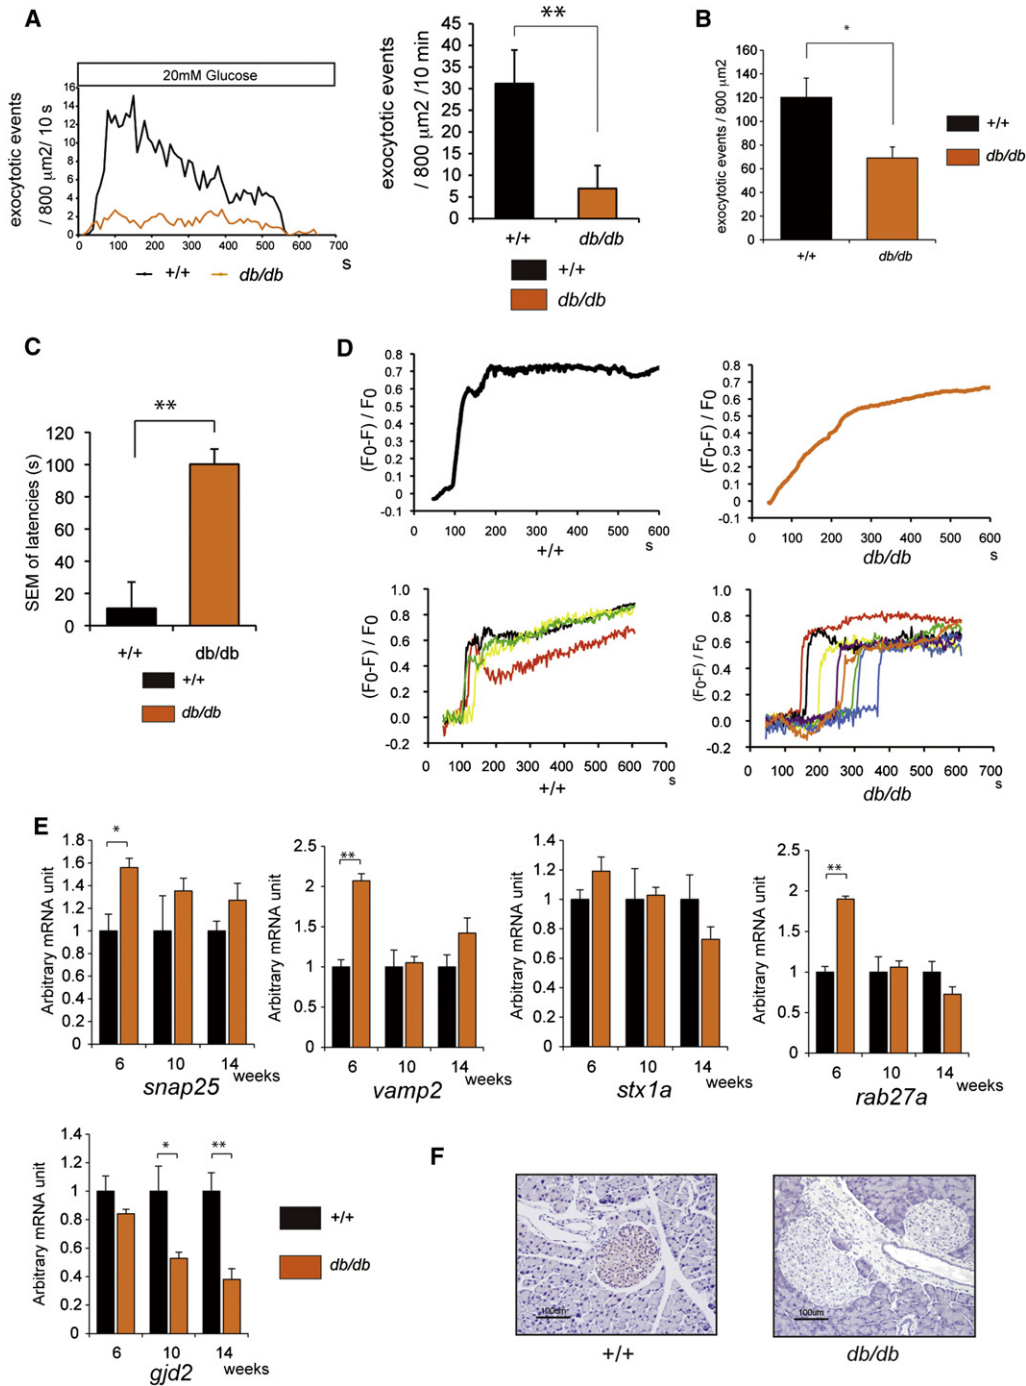 A
20mM Glucose
exocytotic events
/ 800 µm2/ 10 s
16
14
12
10
8
6
4
2
0
100 200 300 400 500 600 700
s
+/+ db/db
exocytotic events
/ 800 µm2 /10 min
45
40
35
30
25
20
15
10
5
0
**
+/+ db/db
+/+
db/db
B
exocytotic events / 800 µm2
160
140
120
100
80
60
40
20
0
*
+/+ db/db
+/+
db/db
C
SEM of latencies (s)
120
100
80
60
40
20
0
**
+/+ db/db
+/+
db/db
D
(F0-F) / F0
0.8
0.7
0.6
0.5
0.4
0.3
0.2
0.1
0
-0.1
0 100 200 300 400 500 600
s
+/+
(F0-F) / F0
0.8
0.7
0.6
0.5
0.4
0.3
0.2
0.1
0
-0.1
0 100 200 300 400 500 600
s
db/db
(F0-F) / F0
1.0
0.8
0.6
0.4
0.2
0.0
-0.2
0 100 200 300 400 500 600 700
s
+/+
(F0-F) / F0
1.0
0.8
0.6
0.4
0.2
0.0
-0.2
0 100 200 300 400 500 600 700
s
db/db
E
Arbitrary mRNA unit
1.8
1.6
1.4
1.2
1
0.8
0.6
0.4
0.2
0
*
6 10 14
weeks
snap25
Arbitrary mRNA unit
2.5
2
1.5
1
0.5
0
**
6 10 14
weeks
vamp2
Arbitrary mRNA unit
1.4
1.2
1
0.8
0.6
0.4
0.2
0
6 10 14
weeks
stx1a
Arbitrary mRNA unit
2.5
2
1.5
1
0.5
0
**
6 10 14
weeks
rab27a
Arbitrary mRNA unit
1.4
1.2
1
0.8
0.6
0.4
0.2
0
* **
6 10 14
weeks
gjd2
+/+
db/db
F
100um
+/+
100um
db/db